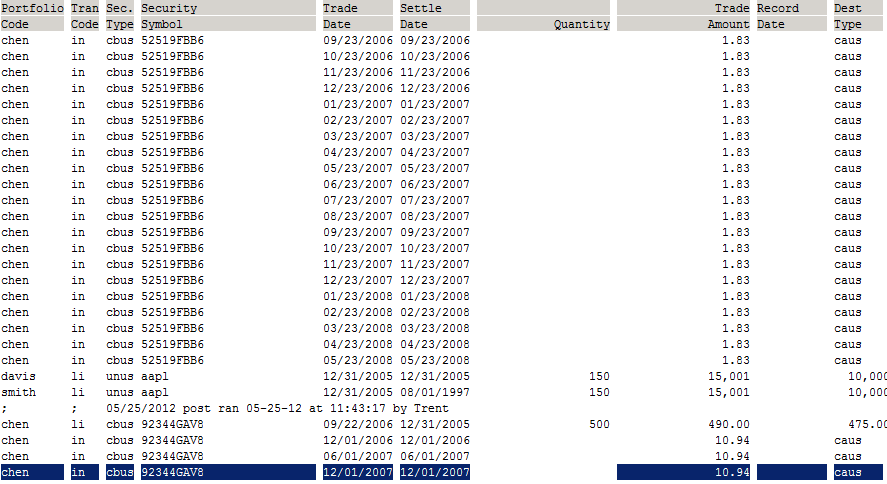 Portfolio Tran Sec. Security Trade Settle Trade Record Dest
Code Code Type Symbol Date Date Quantity Amount Date Type
chen in cbus 52519FBB6 09/23/2006 09/23/2006 1.83 caus
chen in cbus 52519FBB6 10/23/2006 10/23/2006 1.83 caus
chen in cbus 52519FBB6 11/23/2006 11/23/2006 1.83 caus
chen in cbus 52519FBB6 12/23/2006 12/23/2006 1.83 caus
chen in cbus 52519FBB6 01/23/2007 01/23/2007 1.83 caus
chen in cbus 52519FBB6 02/23/2007 02/23/2007 1.83 caus
chen in cbus 52519FBB6 03/23/2007 03/23/2007 1.83 caus
chen in cbus 52519FBB6 04/23/2007 04/23/2007 1.83 caus
chen in cbus 52519FBB6 05/23/2007 05/23/2007 1.83 caus
chen in cbus 52519FBB6 06/23/2007 06/23/2007 1.83 caus
chen in cbus 52519FBB6 07/23/2007 07/23/2007 1.83 caus
chen in cbus 52519FBB6 08/23/2007 08/23/2007 1.83 caus
chen in cbus 52519FBB6 09/23/2007 09/23/2007 1.83 caus
chen in cbus 52519FBB6 10/23/2007 10/23/2007 1.83 caus
chen in cbus 52519FBB6 11/23/2007 11/23/2007 1.83 caus
chen in cbus 52519FBB6 12/23/2007 12/23/2007 1.83 caus
chen in cbus 52519FBB6 01/23/2008 01/23/2008 1.83 caus
chen in cbus 52519FBB6 02/23/2008 02/23/2008 1.83 caus
chen in cbus 52519FBB6 03/23/2008 03/23/2008 1.83 caus
chen in cbus 52519FBB6 04/23/2008 04/23/2008 1.83 caus
chen in cbus 52519FBB6 05/23/2008 05/23/2008 1.83 caus
davis li unus aapl 12/31/2005 12/31/2005 150 15,001 10,000
smith li unus aapl 12/31/2005 08/01/1997 150 15,001 10,000
; ; 05/25/2012 post ran 05-25-12 at 11:43:17 by Trent
chen li cbus 92344GAV8 09/22/2006 12/31/2005 500 490.00 475.00
chen in cbus 92344GAV8 12/01/2006 12/01/2006 10.94 caus
chen in cbus 92344GAV8 06/01/2007 06/01/2007 10.94 caus
chen in cbus 92344GAV8 12/01/2007 12/01/2007 10.94 caus